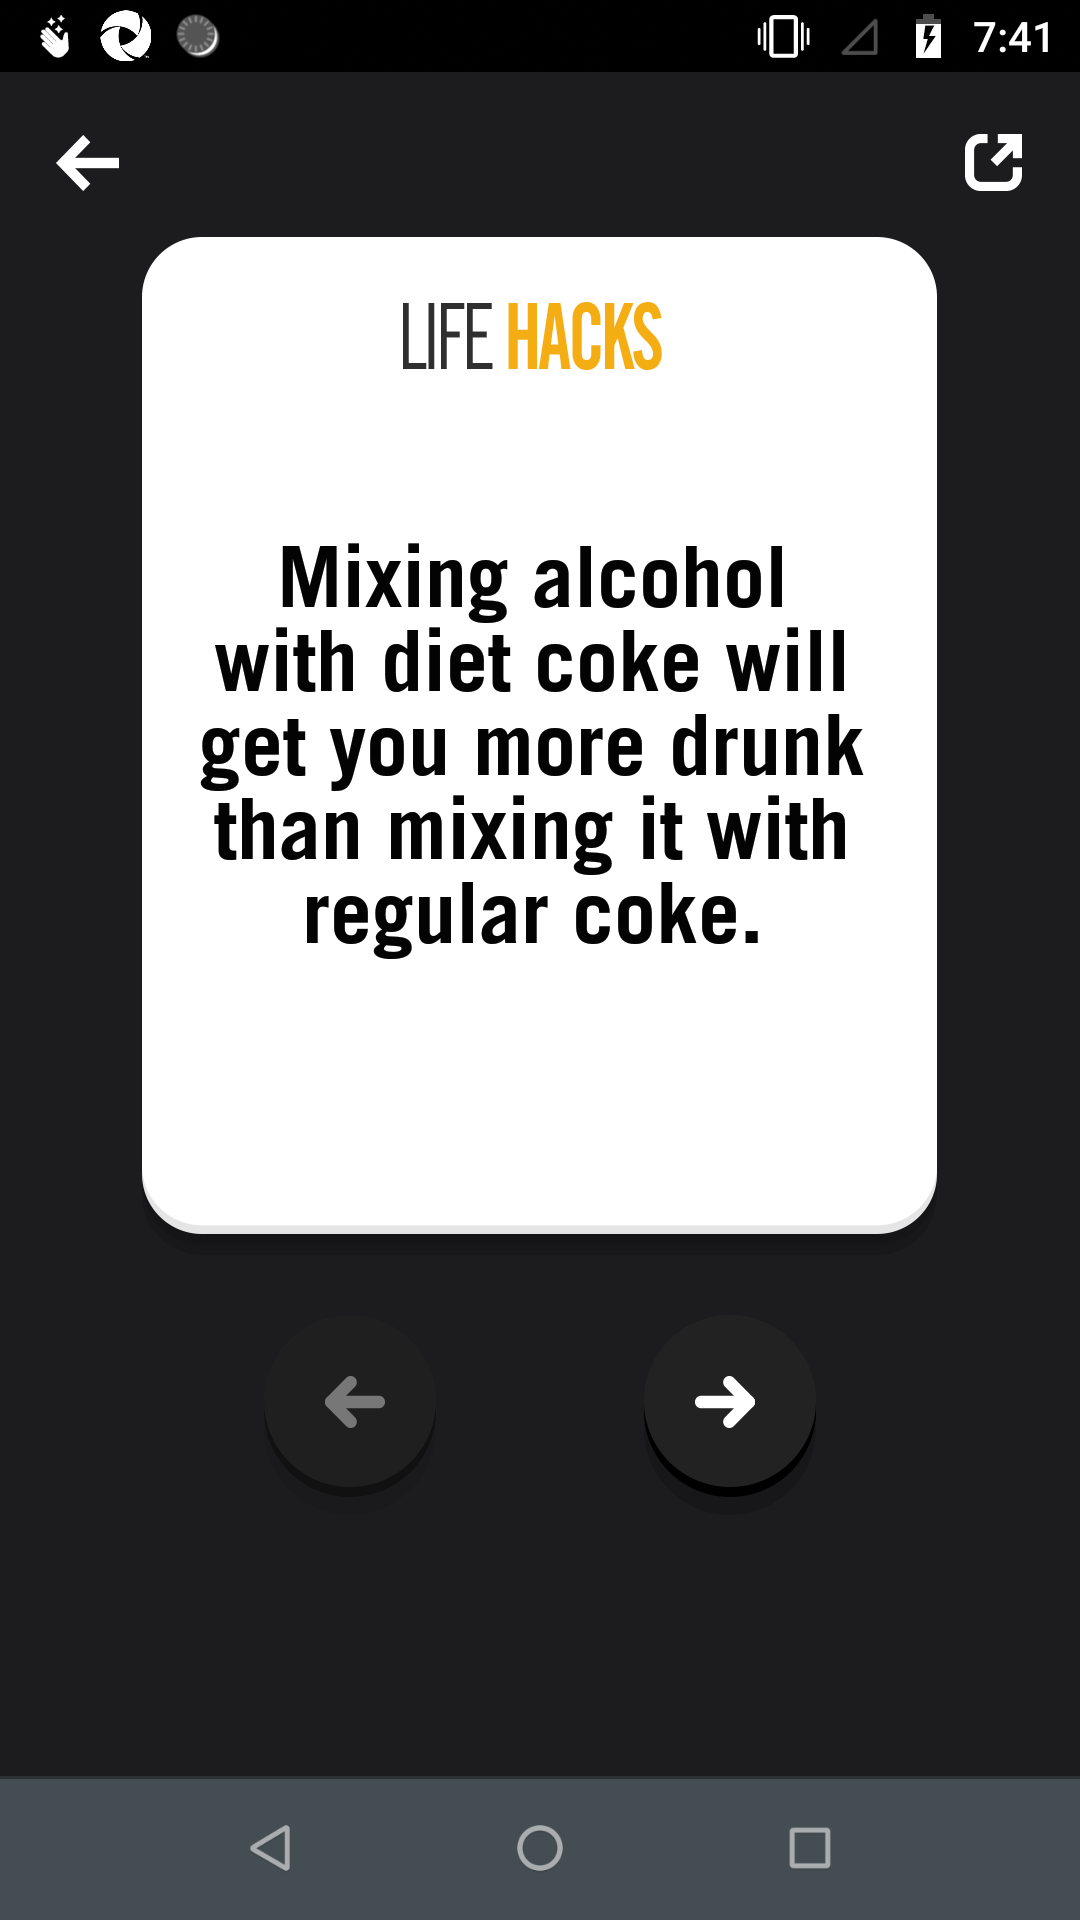 7:41
LIFE HACKS
Mixing alcohol
with diet coke will
get you more drunk
than mixing it with
regular coke.